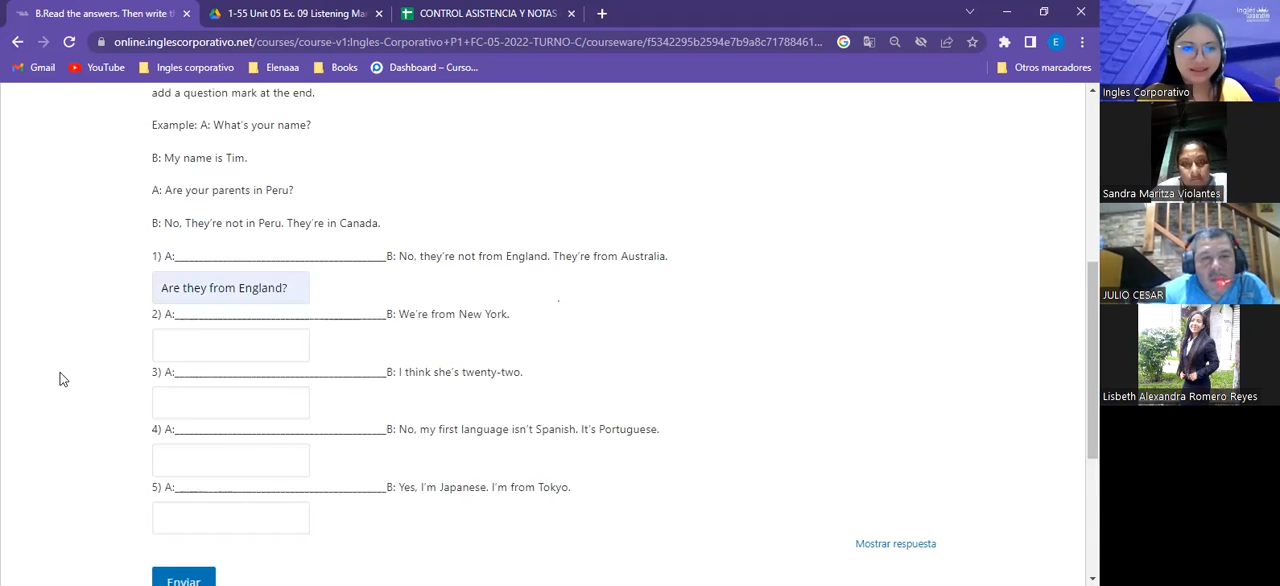 B.Read the answers. Then write t
1-55 Unit 05 Ex. 09 Listening Ma
CONTROL ASISTENCIA Y NOTAS
online.inglescorporativo.net/courses/course-v1:Ingles-Corporativo+P1+FC-05-2022-TURNO-C/courseware/f5342295b2594e7b9a8c71788461...
E
Gmail
YouTube
Ingles corporativo
Elenaaa
Books
Dashboard – Curso...
Otros marcadores
add a question mark at the end.
Example: A: What's your name?
B: My name is Tim.
A: Are your parents in Peru?
B: No, They're not in Peru. They're in Canada.
1) A:______________________________________B: No, they're not from England. They're from Australia.
Are they from England?
2) A:______________________________________B: We're from New York.
3) A:______________________________________B: I think she's twenty-two.
4) A:______________________________________B: No, my first language isn't Spanish. It's Portuguese.
5) A:______________________________________B: Yes, I'm Japanese. I'm from Tokyo.
Mostrar respuesta
Enviar
Ingles Corporativo
Sandra Maritza Violantes
JULIO CESAR
Lisbeth Alexandra Romero Reyes